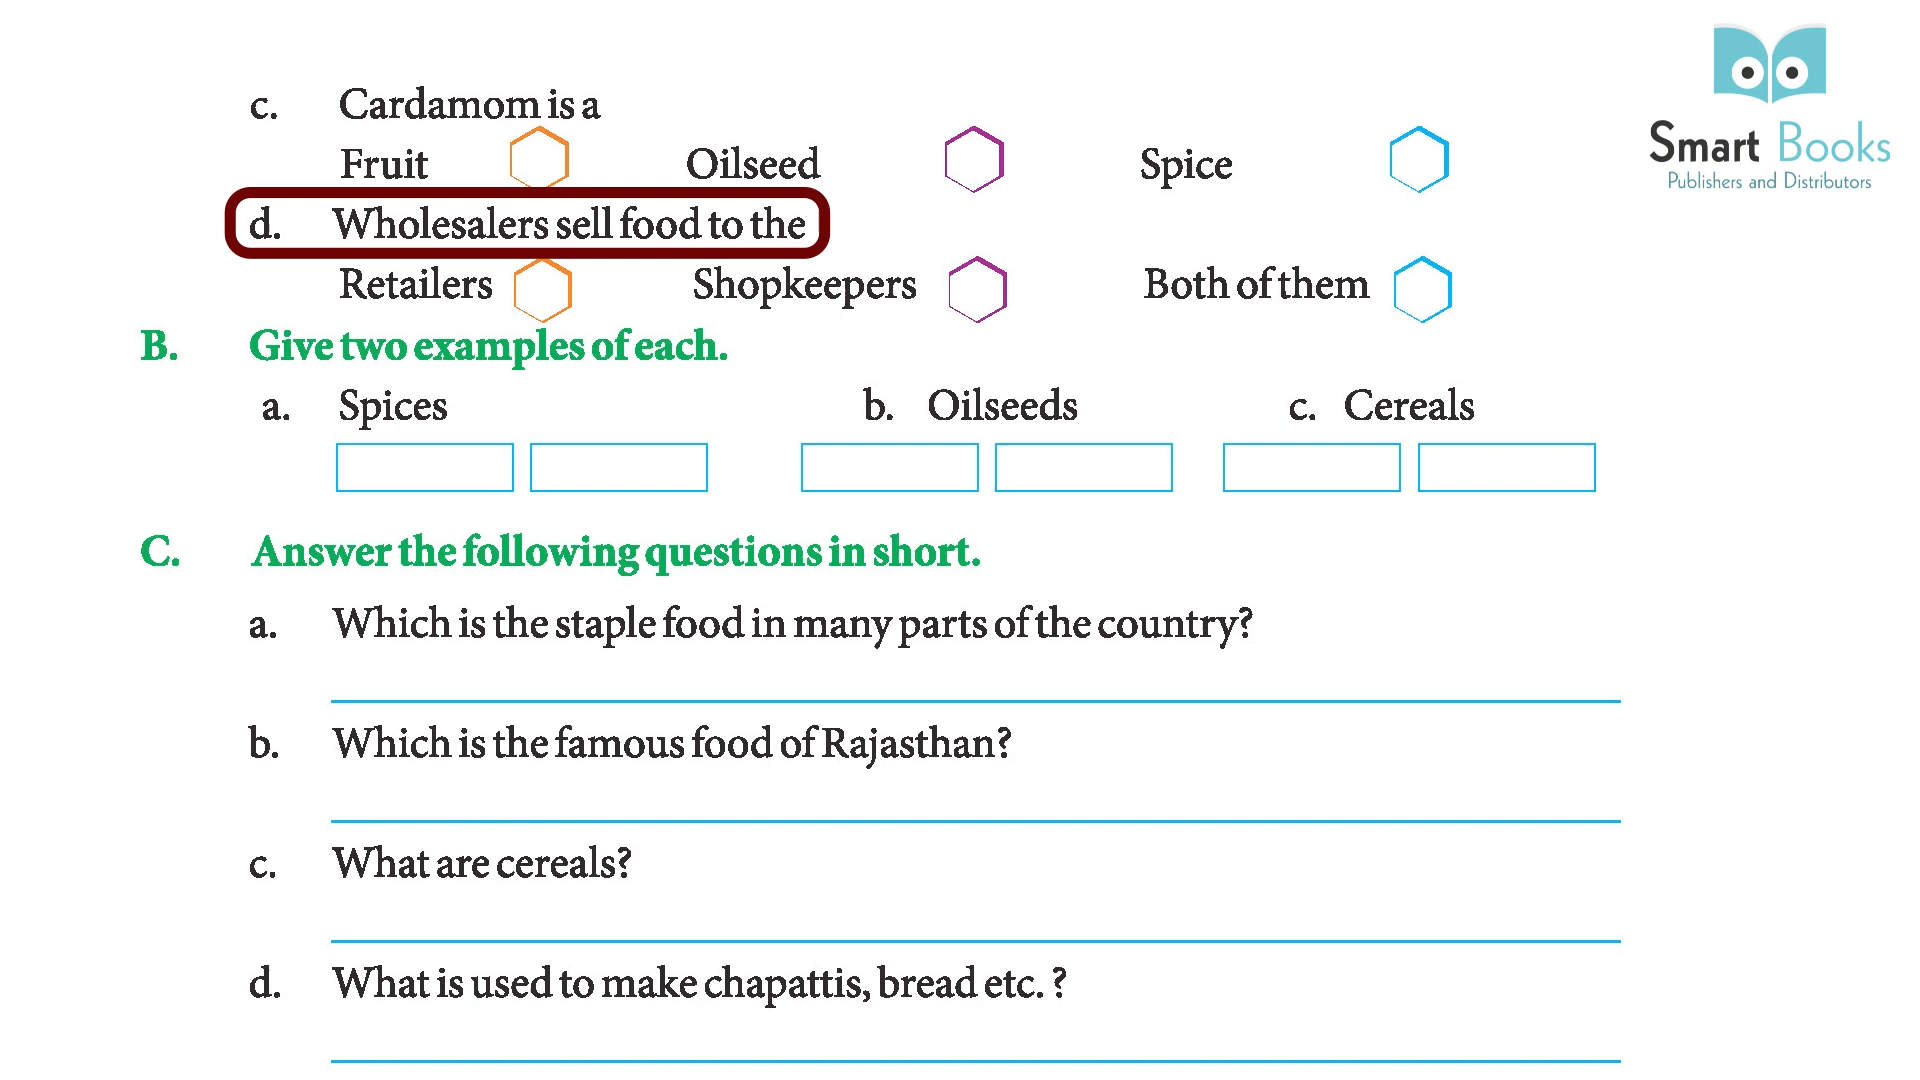 Smart Books
Publishers and Distributors
c. Cardamom is a
Fruit Oilseed Spice
d. Wholesalers sell food to the
Retailers Shopkeepers Both of them
B. Give two examples of each.
a. Spices b. Oilseeds c. Cereals
C. Answer the following questions in short.
a. Which is the staple food in many parts of the country?
b. Which is the famous food of Rajasthan?
c. What are cereals?
d. What is used to make chapattis, bread etc. ?